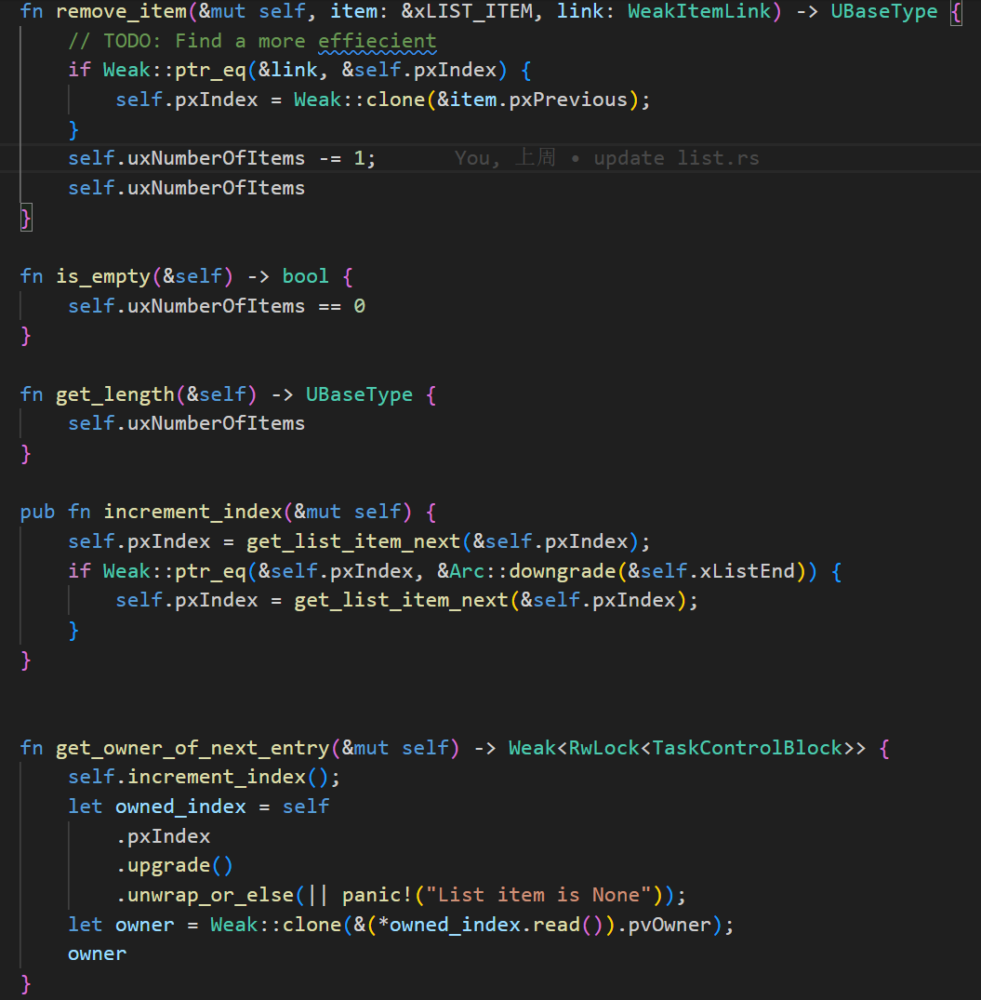 fn remove_item(&mut self, item: &xLIST_ITEM, link: WeakItemLink) -> UBaseType {
    // TODO: Find a more effiecient
    if Weak::ptr_eq(&link, &self.pxIndex) {
        self.pxIndex = Weak::clone(&item.pxPrevious);
    }
    self.uxNumberOfItems -= 1;       You, 上周 • update list.rs
    self.uxNumberOfItems
}
fn is_empty(&self) -> bool {
    self.uxNumberOfItems == 0
}
fn get_length(&self) -> UBaseType {
    self.uxNumberOfItems
}
pub fn increment_index(&mut self) {
    self.pxIndex = get_list_item_next(&self.pxIndex);
    if Weak::ptr_eq(&self.pxIndex, &Arc::downgrade(&self.xListEnd)) {
        self.pxIndex = get_list_item_next(&self.pxIndex);
    }
}
fn get_owner_of_next_entry(&mut self) -> Weak<RwLock<TaskControlBlock>> {
    self.increment_index();
    let owned_index = self
        .pxIndex
        .upgrade()
        .unwrap_or_else(|| panic!("List item is None"));
    let owner = Weak::clone(&(*owned_index.read()).pvOwner);
    owner
}